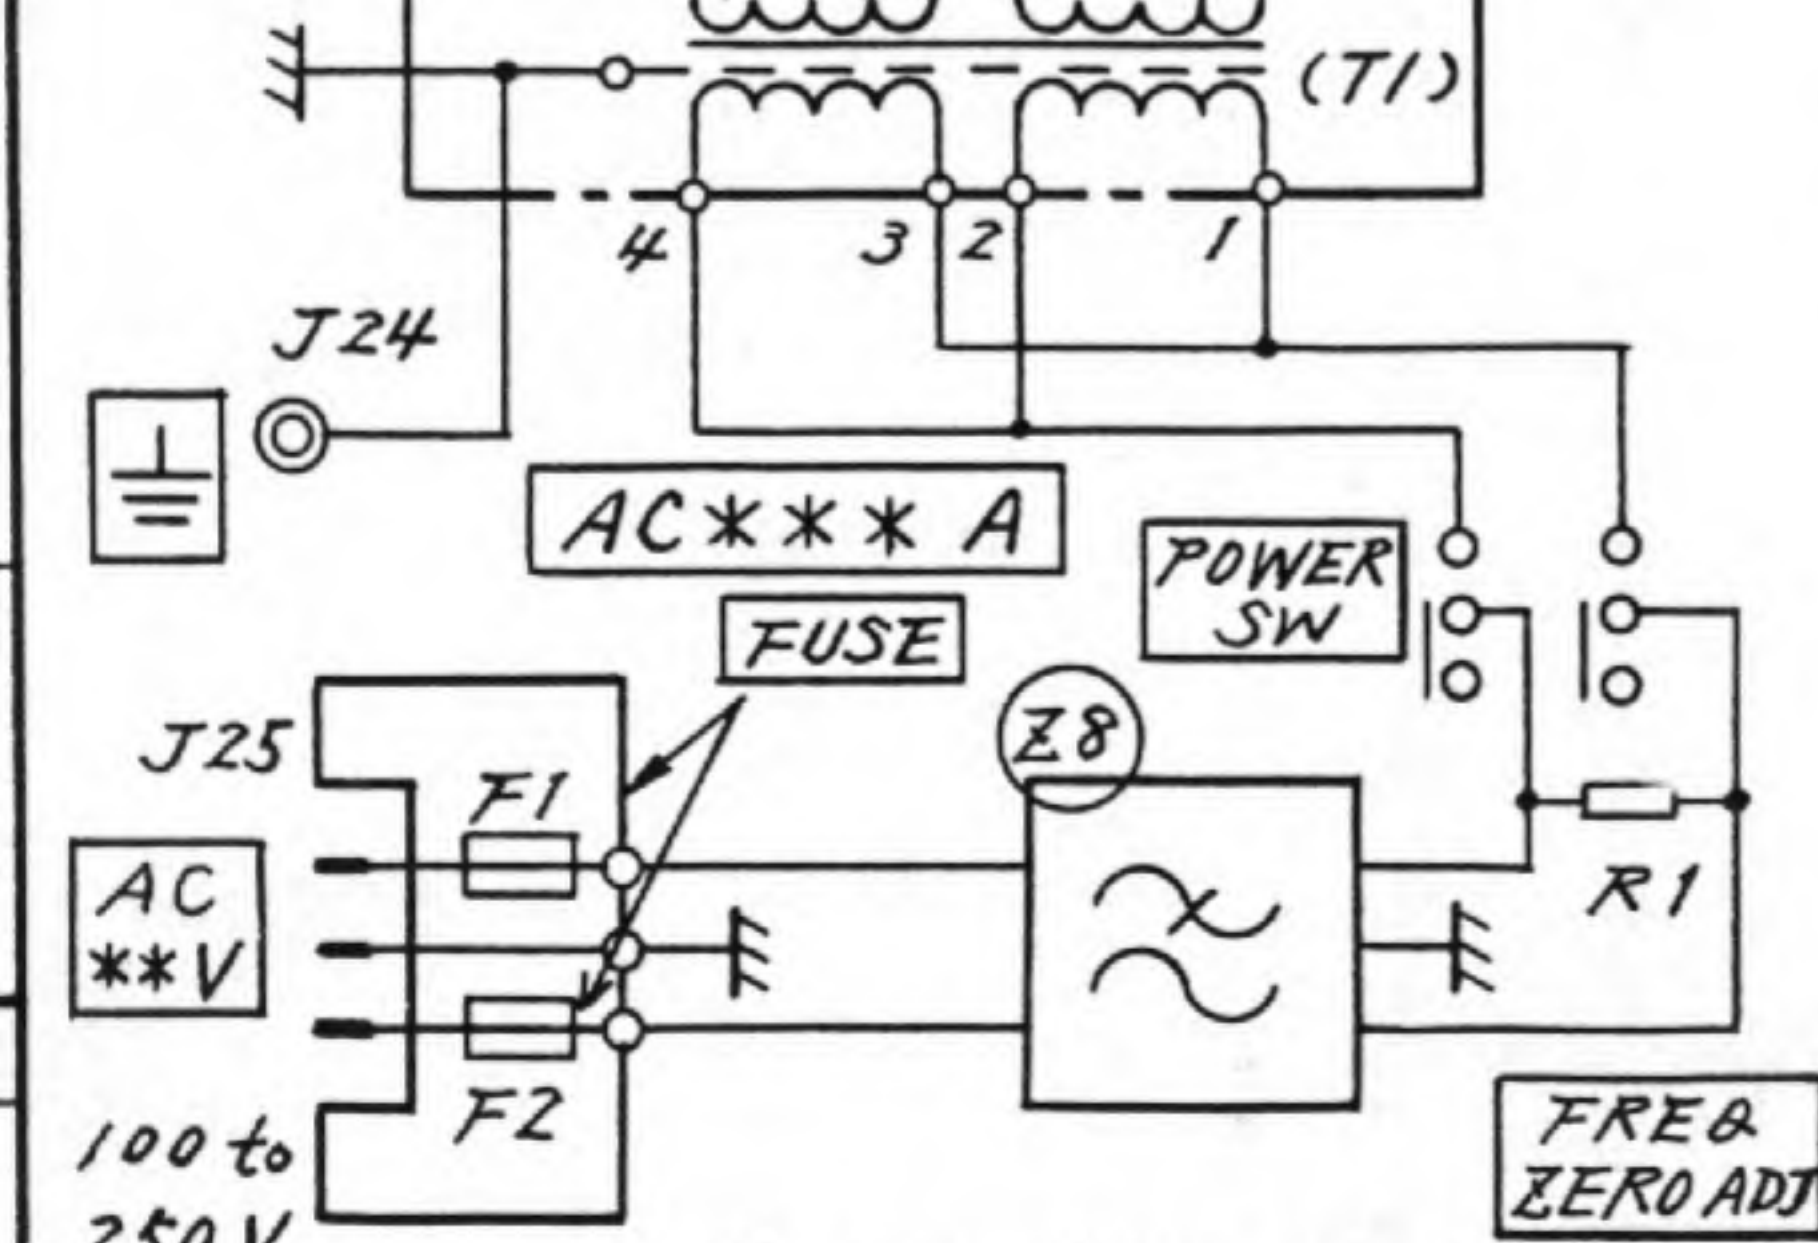 (T1)
4 3 2 1
J24
AC*** A
POWER
SW
FUSE
Z8
J25
F1
AC
**V
R1
F2
100 to
250V
FREQ
ZERO ADJ